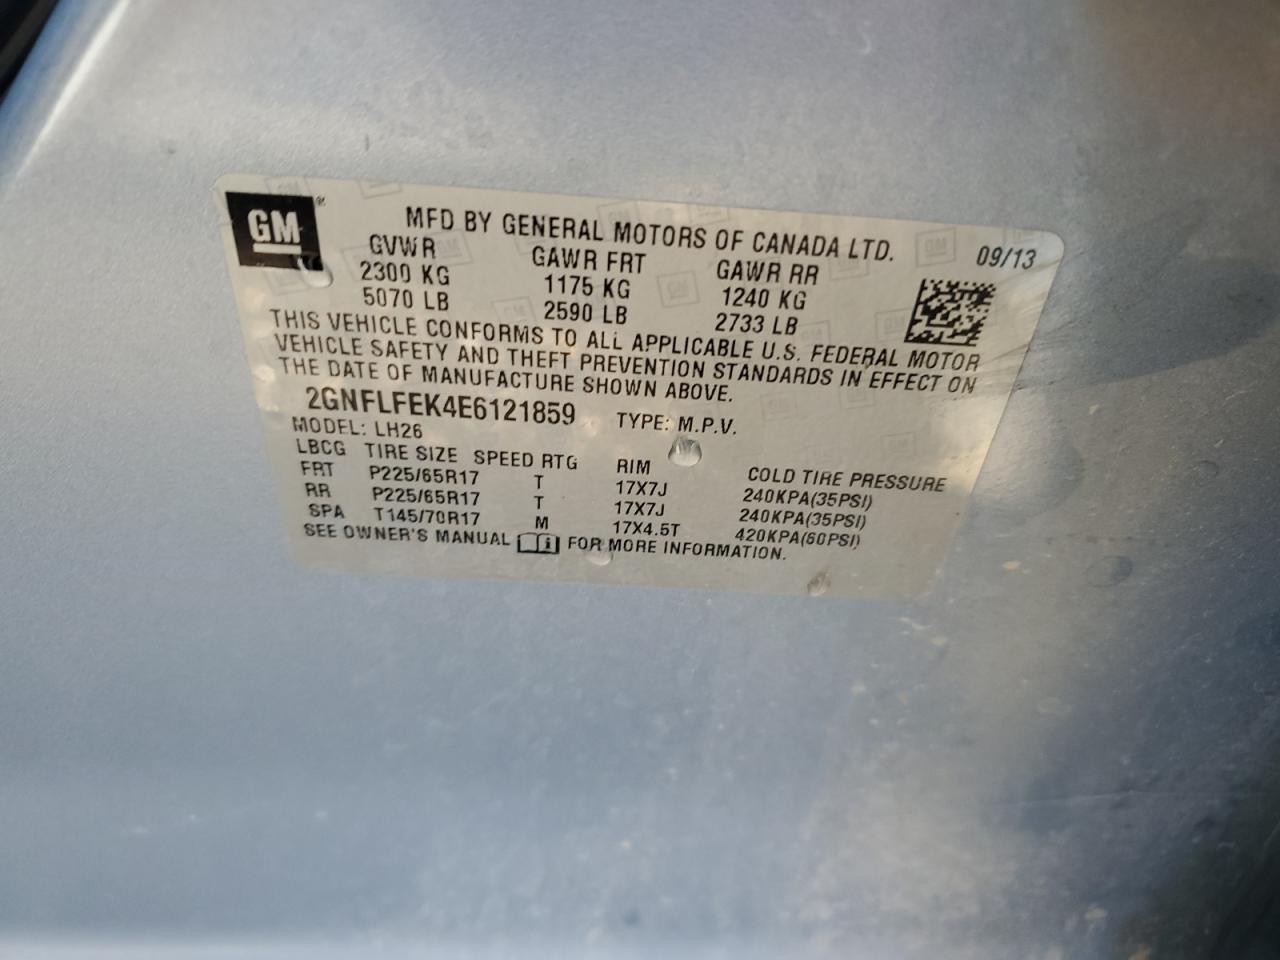 GM
MFD BY GENERAL MOTORS OF CANADA LTD. 09/13
GVWR GAWR FRT GAWR RR
2300 KG 1175 KG 1240 KG
5070 LB 2590 LB 2733 LB
THIS VEHICLE CONFORMS TO ALL APPLICABLE U.S. FEDERAL MOTOR
VEHICLE SAFETY AND THEFT PREVENTION STANDARDS IN EFFECT ON
THE DATE OF MANUFACTURE SHOWN ABOVE.
2GNFLFEK4E6121859 TYPE: M.P.V.
MODEL: LH26
LBCG TIRE SIZE SPEED RTG RIM COLD TIRE PRESSURE
FRT P225/65R17 T 17X7J 240KPA(35PSI)
RR P225/65R17 T 17X7J 240KPA(35PSI)
SPA T145/70R17 M 17X4.5T 420KPA(60PSI)
SEE OWNER'S MANUAL i FOR MORE INFORMATION.